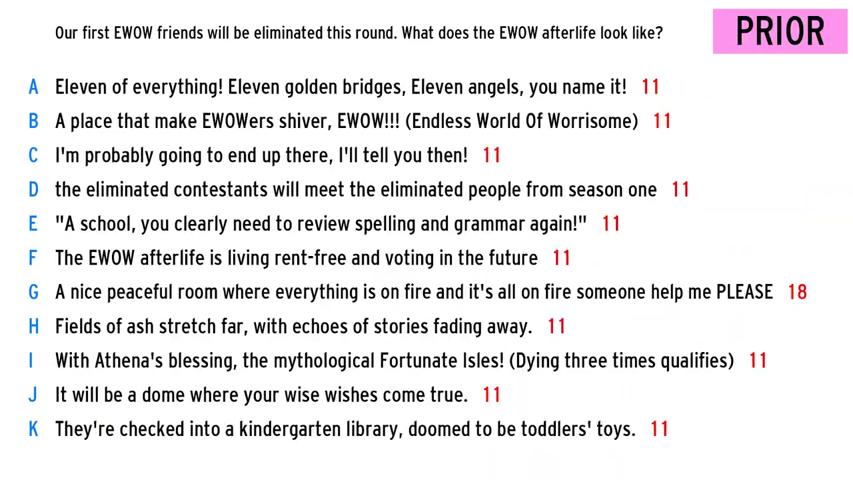 Our first EWOW friends will be eliminated this round. What does the EWOW afterlife look like?
PRIOR
A Eleven of everything! Eleven golden bridges, Eleven angels, you name it! 11
B A place that make EWOWers shiver, EWOW!!! (Endless World Of Worrisome) 11
C I'm probably going to end up there, I'll tell you then! 11
D the eliminated contestants will meet the eliminated people from season one 11
E "A school, you clearly need to review spelling and grammar again!" 11
F The EWOW afterlife is living rent-free and voting in the future 11
G A nice peaceful room where everything is on fire and it's all on fire someone help me PLEASE 18
H Fields of ash stretch far, with echoes of stories fading away. 11
I With Athena's blessing, the mythological Fortunate Isles! (Dying three times qualifies) 11
J It will be a dome where your wise wishes come true. 11
K They're checked into a kindergarten library, doomed to be toddlers' toys. 11